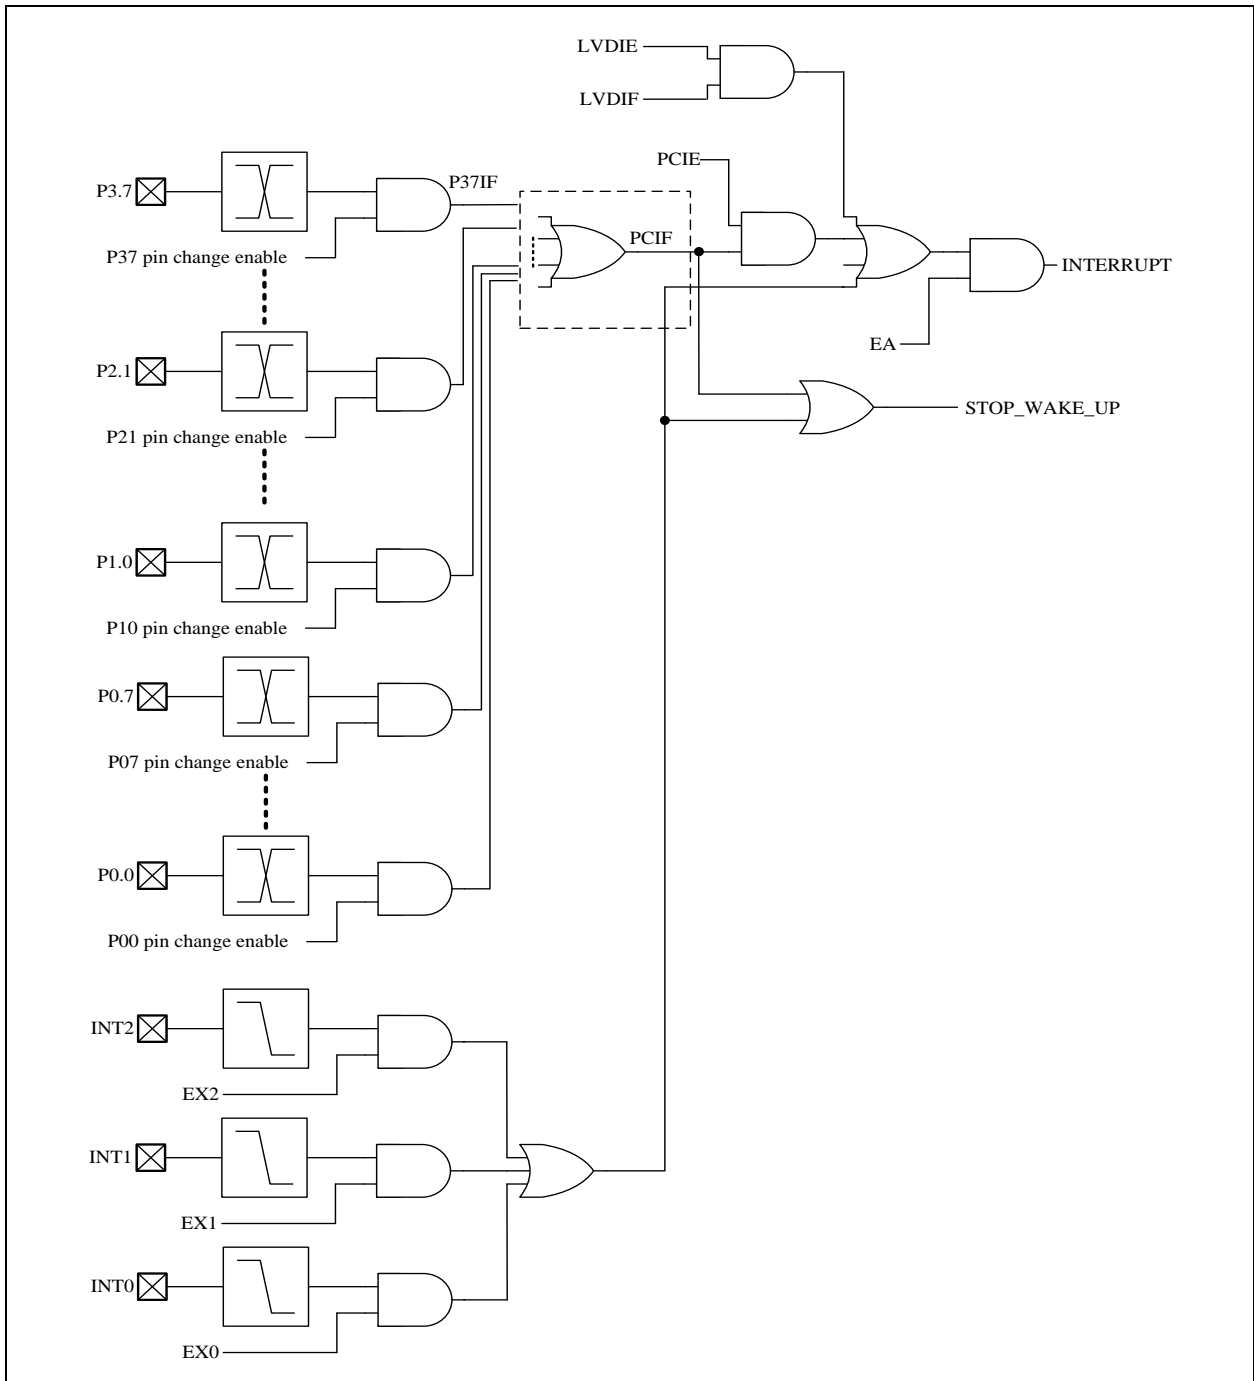 LVDIE
LVDIF
PCIE
P3.7
P37IF
P37 pin change enable
PCIF
INTERRUPT
EA
P2.1
P21 pin change enable
STOP_WAKE_UP
P1.0
P10 pin change enable
P0.7
P07 pin change enable
P0.0
P00 pin change enable
INT2
EX2
INT1
EX1
INT0
EX0